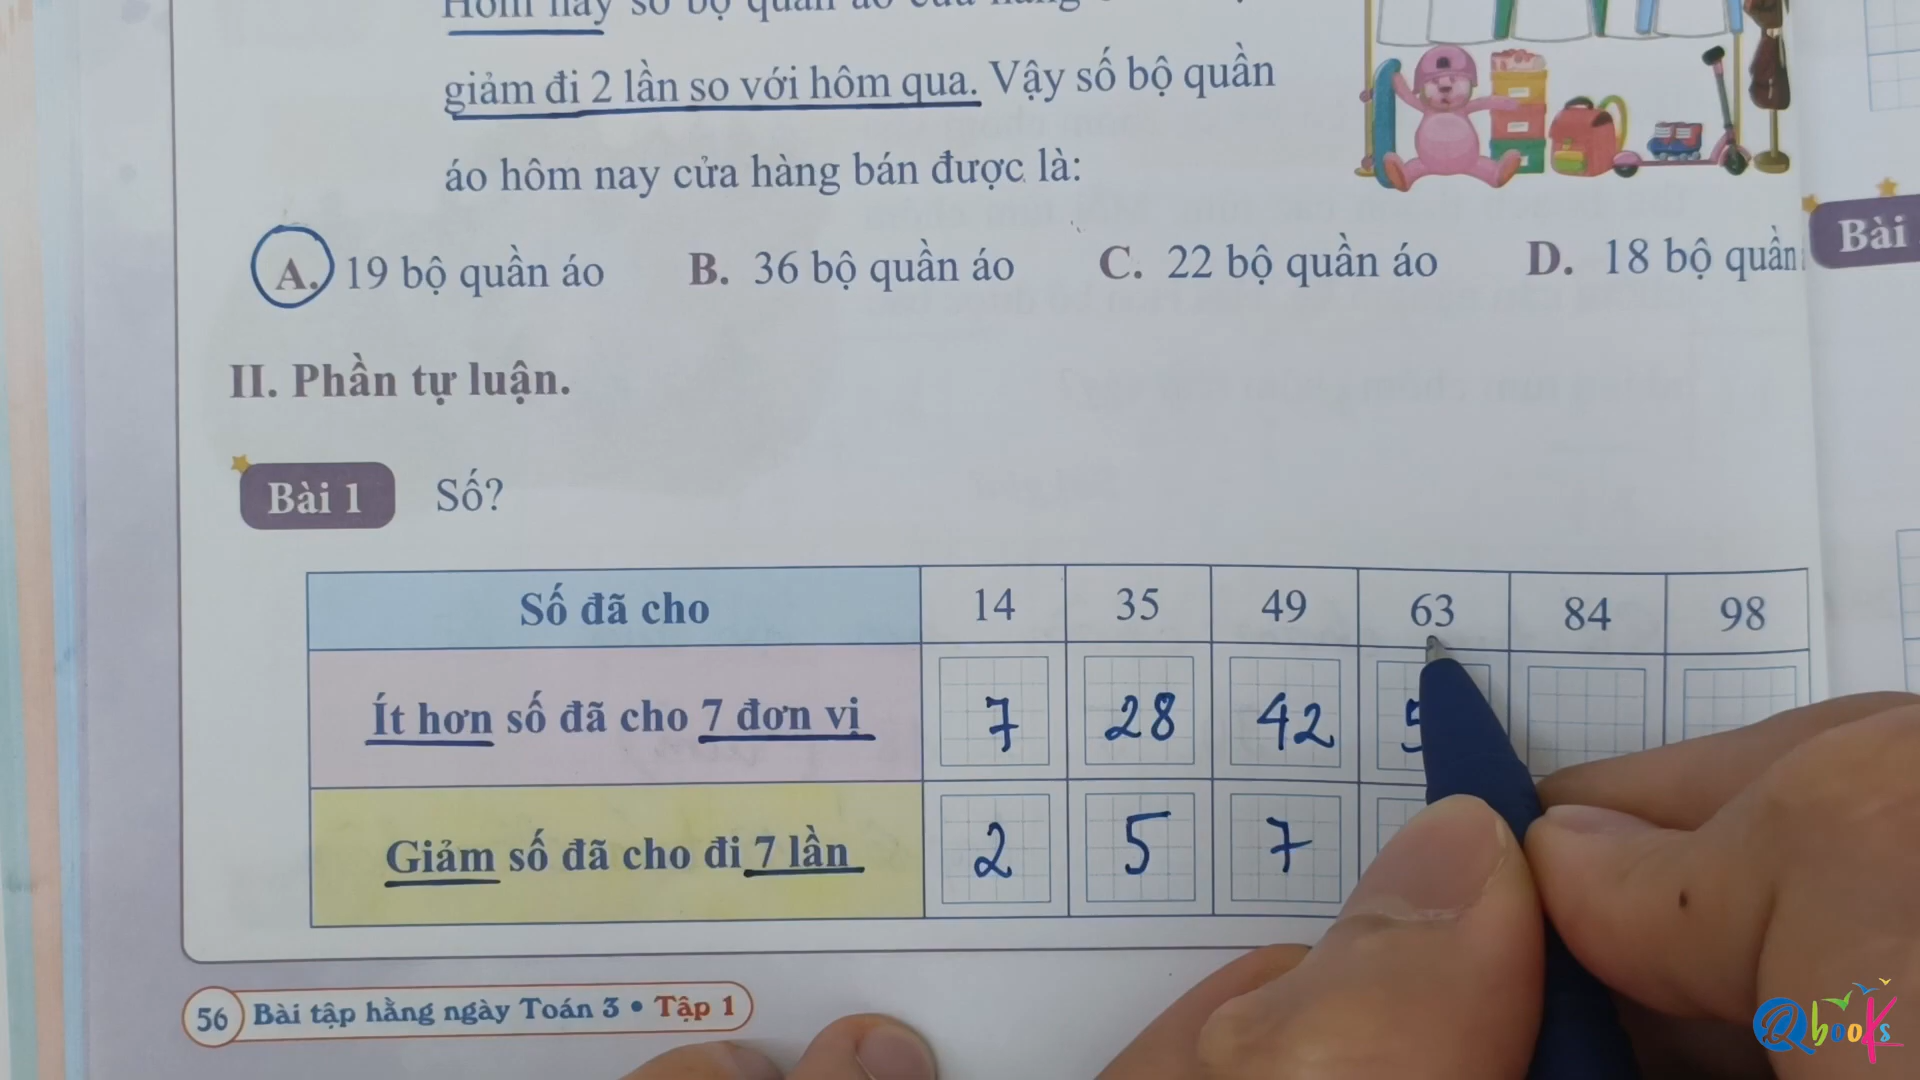 giảm đi 2 lần so với hôm qua. Vậy số bộ quần
áo hôm nay cửa hàng bán được là:
A. 19 bộ quần áo B. 36 bộ quần áo C. 22 bộ quần áo D. 18 bộ quần
Bài
II. Phần tự luận.
Bài 1 Số?
Số đã cho 14 35 49 63 84 98
Ít hơn số đã cho 7 đơn vị 7 28 42 5
Giảm số đã cho đi 7 lần 2 5 7
56 Bài tập hằng ngày Toán 3 • Tập 1
Qbooks